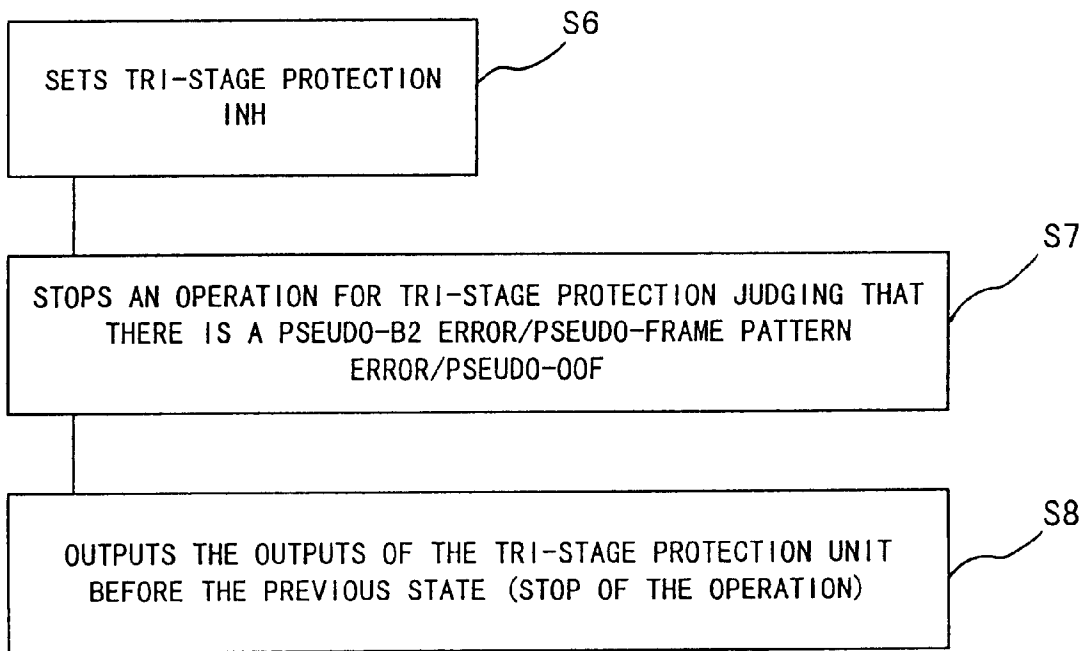 S6
SETS TRI-STAGE PROTECTION
INH
S7
STOPS AN OPERATION FOR TRI-STAGE PROTECTION JUDGING THAT
THERE IS A PSEUDO-B2 ERROR/PSEUDO-FRAME PATTERN
ERROR/PSEUDO-OOF
S8
OUTPUTS THE OUTPUTS OF THE TRI-STAGE PROTECTION UNIT
BEFORE THE PREVIOUS STATE (STOP OF THE OPERATION)